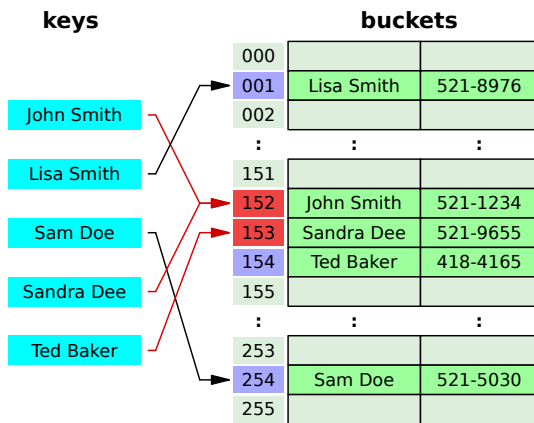 keys
John Smith
Lisa Smith
Sam Doe
Sandra Dee
Ted Baker
buckets
000
001 Lisa Smith 521-8976
002
: : :
151
152 John Smith 521-1234
153 Sandra Dee 521-9655
154 Ted Baker 418-4165
155
: : :
253
254 Sam Doe 521-5030
255